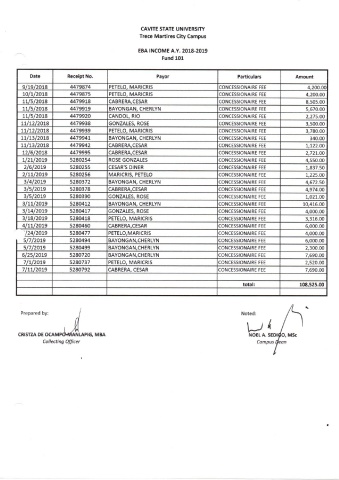 CAVITE STATE UNIVERSITY
Trece Martires City Campus
EBA INCOME A.Y. 2018-2019
Fund 101
Date Receipt No. Payor Particulars Amount
9/19/2018 4479874 PETELO, MARICRIS CONCESSIONAIRE FEE 4,200.00
10/1/2018 4479875 PETELO, MARICRIS CONCESSIONAIRE FEE 4,200.00
11/5/2018 4479918 CABRERA,CESAR CONCESSIONAIRE FEE 8,505.00
11/5/2018 4479919 BAYONGAN, CHERLYN CONCESSIONAIRE FEE 5,670.00
11/5/2018 4479920 CANDOL, RIO CONCESSIONAIRE FEE 2,275.00
11/12/2018 4479938 GONZALES, ROSE CONCESSIONAIRE FEE 3,500.00
11/12/2018 4479939 PETELO, MARICRIS CONCESSIONAIRE FEE 3,780.00
11/13/2018 4479941 BAYONGAN, CHERLYN CONCESSIONAIRE FEE 340.00
11/13/2018 4479942 CABRERA,CESAR CONCESSIONAIRE FEE 1,322.00
12/6/2018 4479995 CABRERA,CESAR CONCESSIONAIRE FEE 2,721.00
1/21/2019 5280254 ROSE GONZALES CONCESSIONAIRE FEE 4,550.00
2/6/2019 5280255 CESAR'S DINER CONCESSIONAIRE FEE 1,897.50
2/11/2019 5280256 MARICRIS, PETELO CONCESSIONAIRE FEE 1,225.00
3/4/2019 5280372 BAYONGAN, CHERLYN CONCESSIONAIRE FEE 4,672.50
3/5/2019 5280378 CABRERA,CESAR CONCESSIONAIRE FEE 4,974.00
3/5/2019 5280390 GONZALES, ROSE CONCESSIONAIRE FEE 1,021.00
3/11/2019 5280412 BAYONGAN, CHERLYN CONCESSIONAIRE FEE 10,416.00
3/14/2019 5280417 GONZALES, ROSE CONCESSIONAIRE FEE 4,000.00
3/18/2019 5280418 PETELO, MARICRIS CONCESSIONAIRE FEE 3,316.00
4/11/2019 5280460 CABRERA,CESAR CONCESSIONAIRE FEE 6,000.00
/24/2019 5280477 PETELO,MARICRIS CONCESSIONAIRE FEE 4,000.00
5/7/2019 5280494 BAYONGAN,CHERLYN CONCESSIONAIRE FEE 6,000.00
5/7/2019 5280499 BAYONGAN,CHERLYN CONCESSIONAIRE FEE 2,300.00
6/25/2019 5280720 BAYONGAN, CHERLYN CONCESSIONAIRE FEE 7,690.00
7/1/2019 5280737 PETELO, MARICRIS CONCESSIONAIRE FEE 2,520.00
7/11/2019 5280792 CABRERA, CESAR CONCESSIONAIRE FEE 7,690.00
total: 108,525.00
Prepared by: Noted:
CRISTZA DE OCAMPO-MANLAPIG, MBA NOEL A. SEDIGO, MSc
Collecting Officer Campus Dean